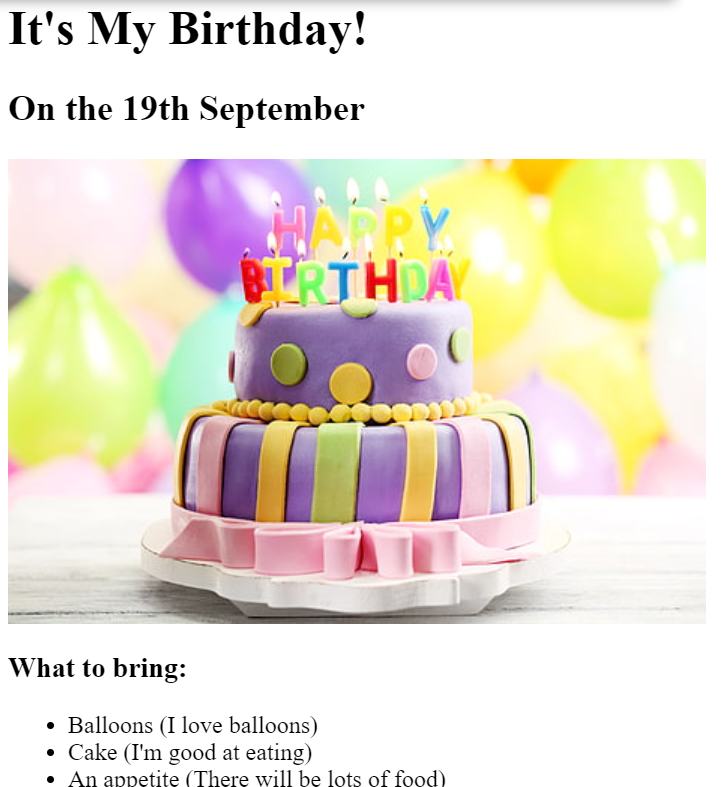 It's My Birthday!
On the 19th September
HAPPY
BIRTHDAY
What to bring:
Balloons (I love balloons)
Cake (I'm good at eating)
An appetite (There will be lots of food)